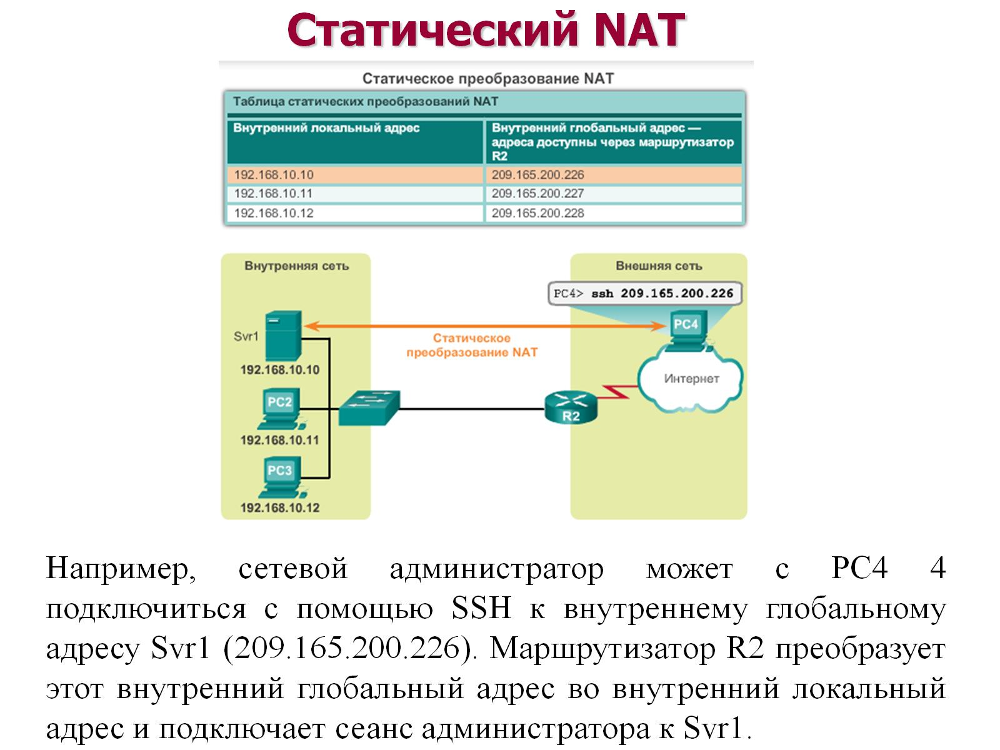 Статический NAT
Статическое преобразование NAT
Таблица статических преобразований NAT
Внутренний локальный адрес
Внутренний глобальный адрес —
адреса доступны через маршрутизатор
R2
192.168.10.10 209.165.200.226
192.168.10.11 209.165.200.227
192.168.10.12 209.165.200.228
Внутренняя сеть
Внешняя сеть
PC4> ssh 209.165.200.226
Svr1
PC4
Статическое
преобразование NAT
192.168.10.10
Интернет
PC2
R2
192.168.10.11
PC3
192.168.10.12
Например, сетевой администратор может с PC4 4
подключиться с помощью SSH к внутреннему глобальному
адресу Svr1 (209.165.200.226). Маршрутизатор R2 преобразует
этот внутренний глобальный адрес во внутренний локальный
адрес и подключает сеанс администратора к Svr1.